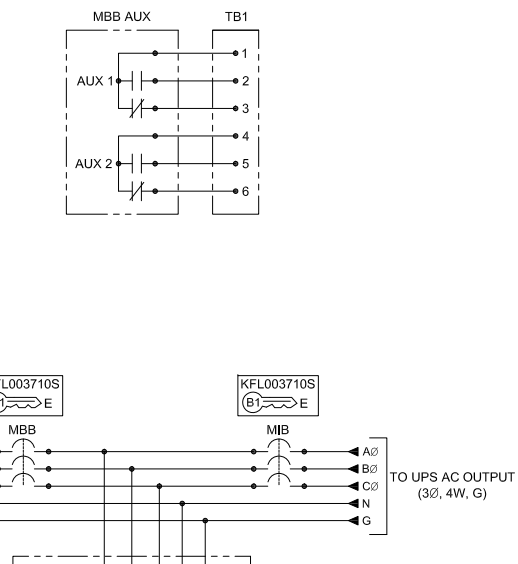 MBB AUX
TB1
1
AUX 1
2
3
4
AUX 2
5
6
L003710S
E
KFL003710S
B1
E
MBB
MIB
AØ
BØ
CØ
N
G
TO UPS AC OUTPUT
(3Ø, 4W, G)